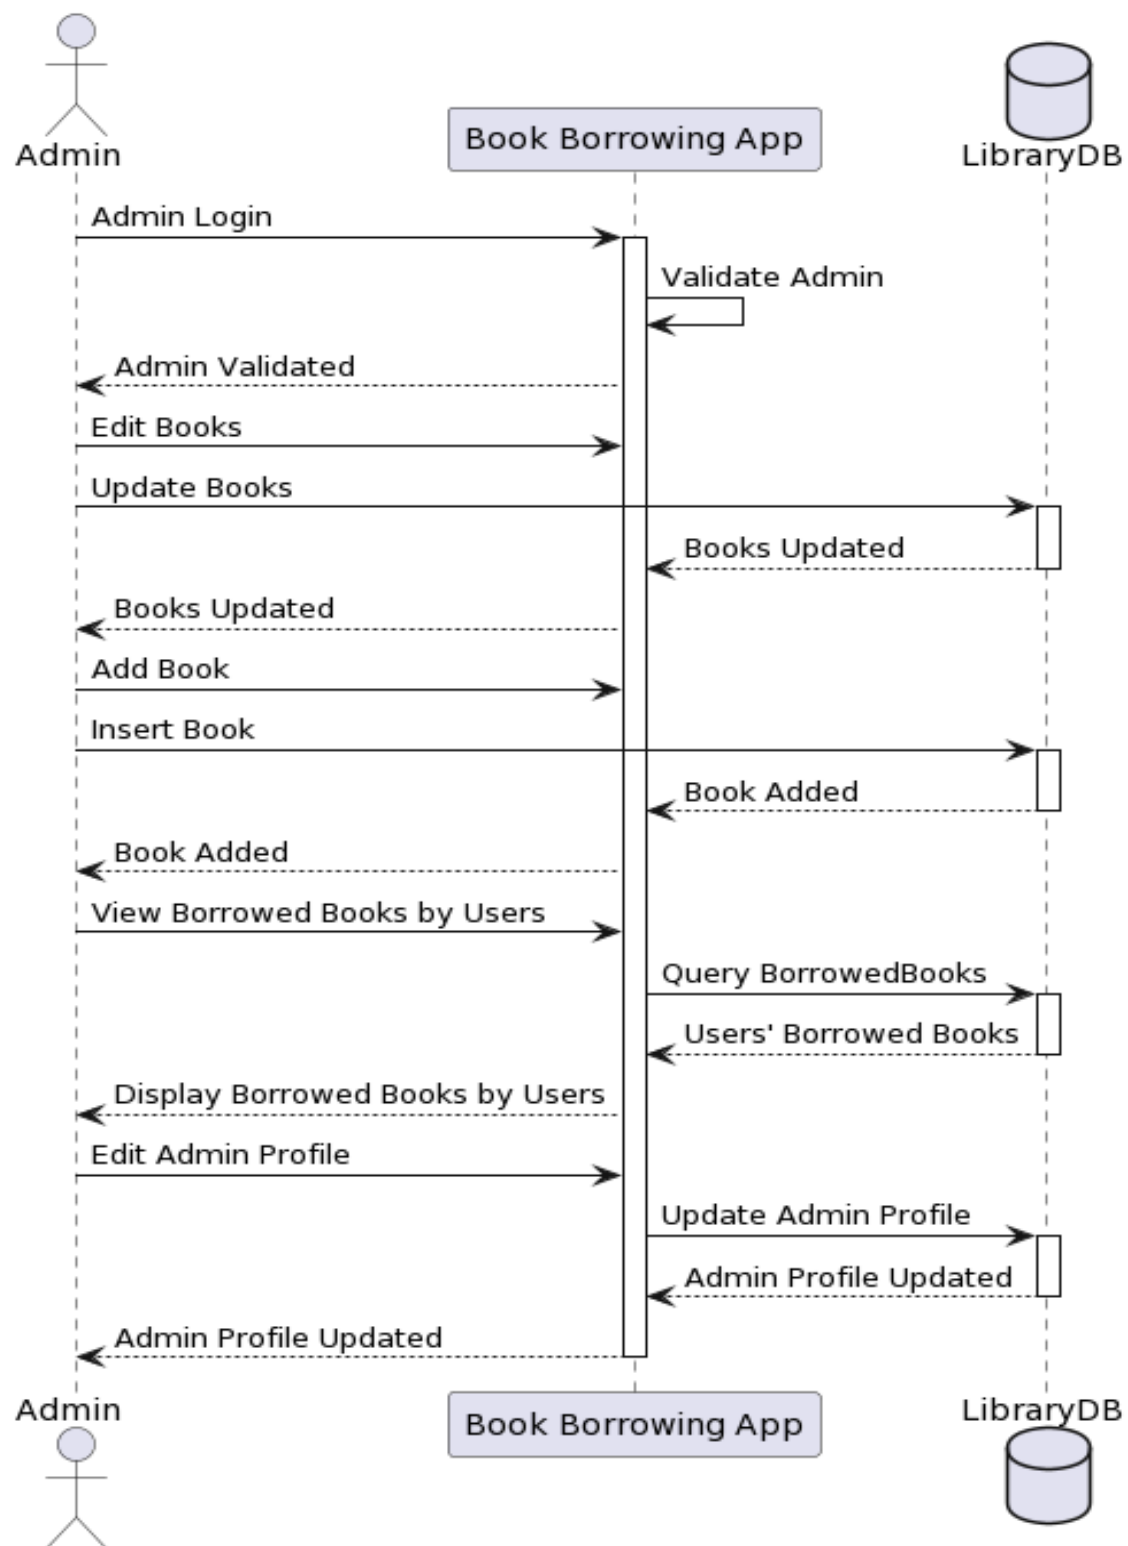 Admin
Book Borrowing App
LibraryDB
Admin Login
Validate Admin
Admin Validated
Edit Books
Update Books
Books Updated
Books Updated
Add Book
Insert Book
Book Added
Book Added
View Borrowed Books by Users
Query BorrowedBooks
Users' Borrowed Books
Display Borrowed Books by Users
Edit Admin Profile
Update Admin Profile
Admin Profile Updated
Admin Profile Updated
Admin
Book Borrowing App
LibraryDB